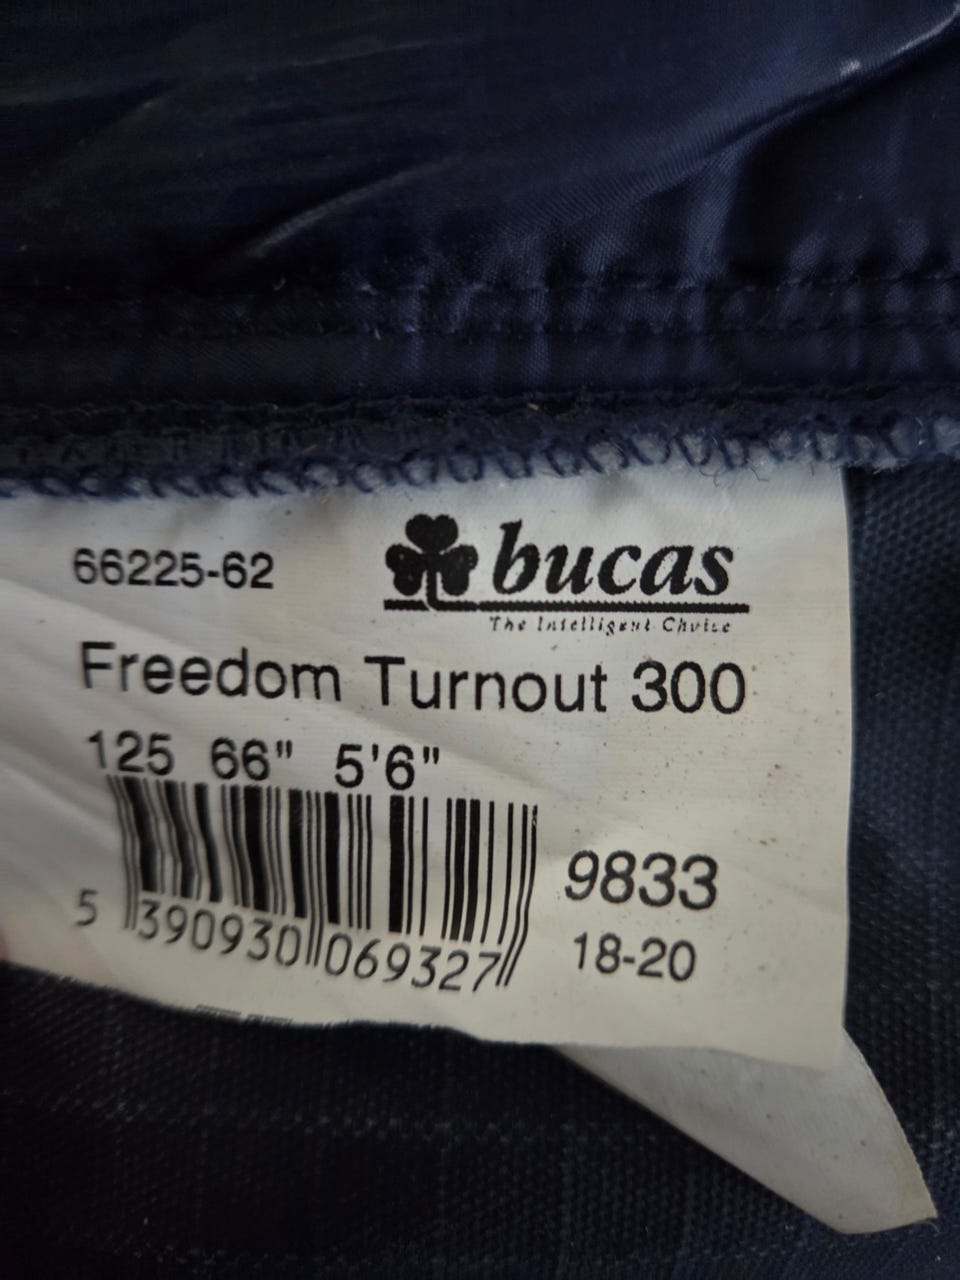 66225-62
bucas
The Intelligent Choice
Freedom Turnout 300
125 66" 5'6"
9833
18-20
5 390930 069327